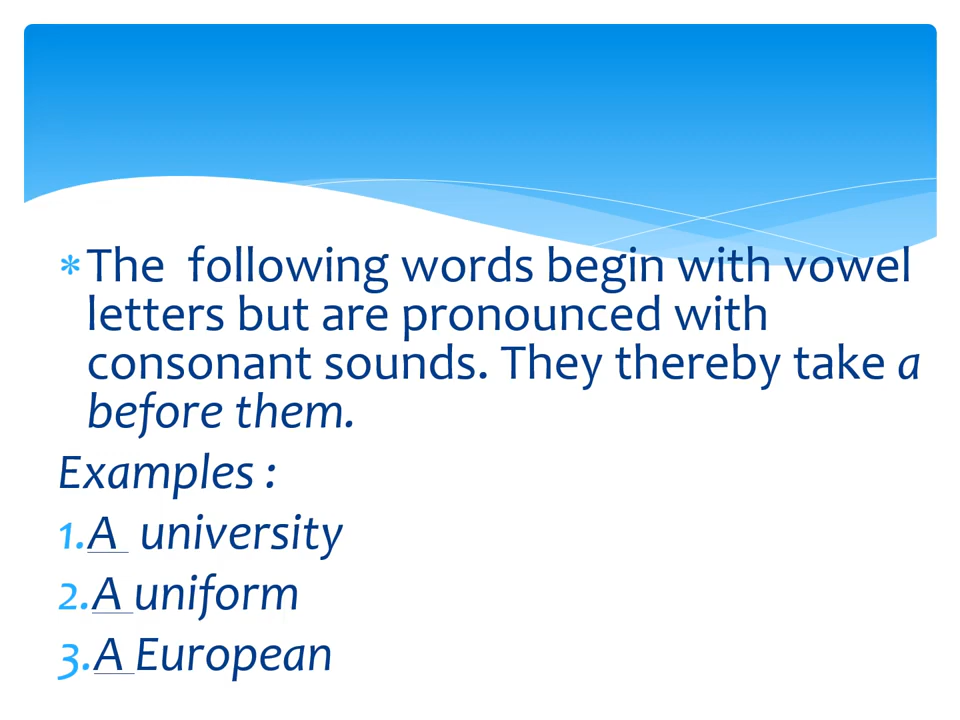 * The following words begin with vowel
letters but are pronounced with
consonant sounds. They thereby take a
before them.
Examples :
1. A university
2. A uniform
3. A European